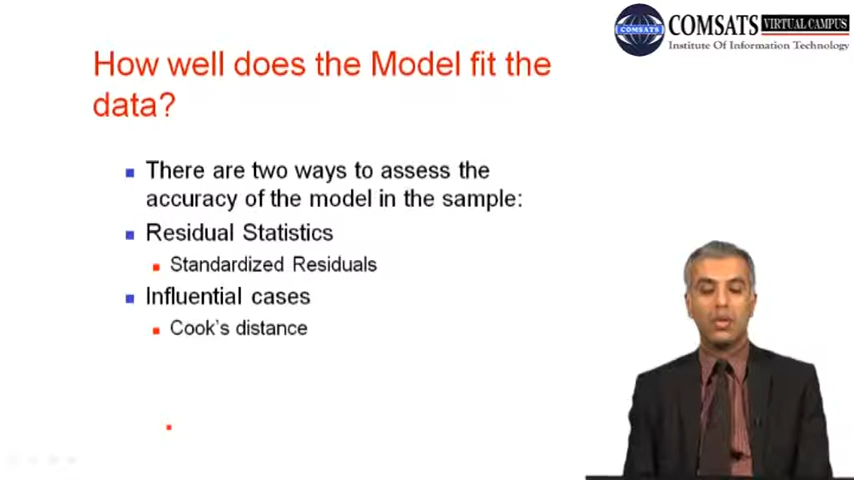 COMSATS VIRTUAL CAMPUS
COMSATS
Institute Of Information Technology
How well does the Model fit the
data?
There are two ways to assess the
accuracy of the model in the sample:
Residual Statistics
Standardized Residuals
Influential cases
Cook's distance